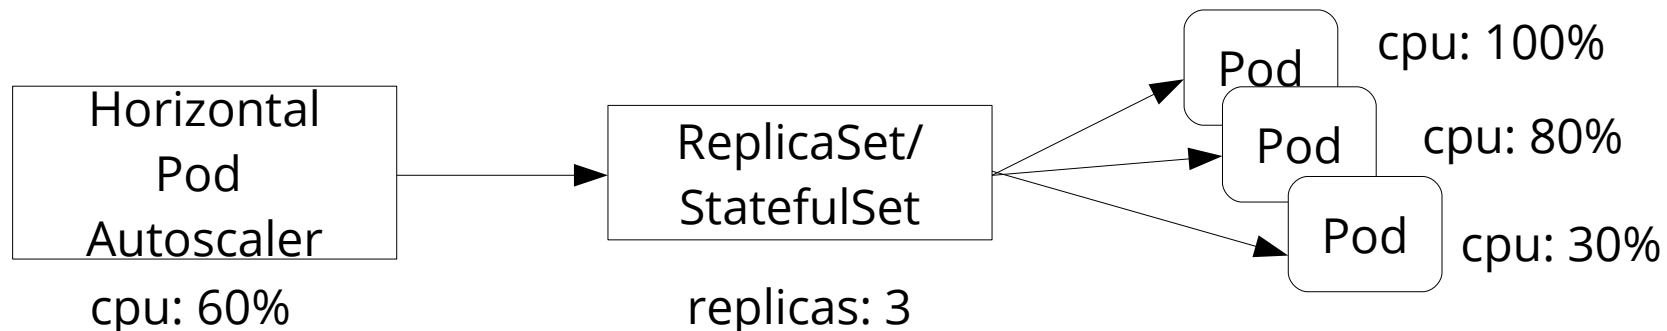 Horizontal
Pod
Autoscaler
cpu: 60%
ReplicaSet/
StatefulSet
replicas: 3
Pod
cpu: 100%
Pod
cpu: 80%
Pod
cpu: 30%